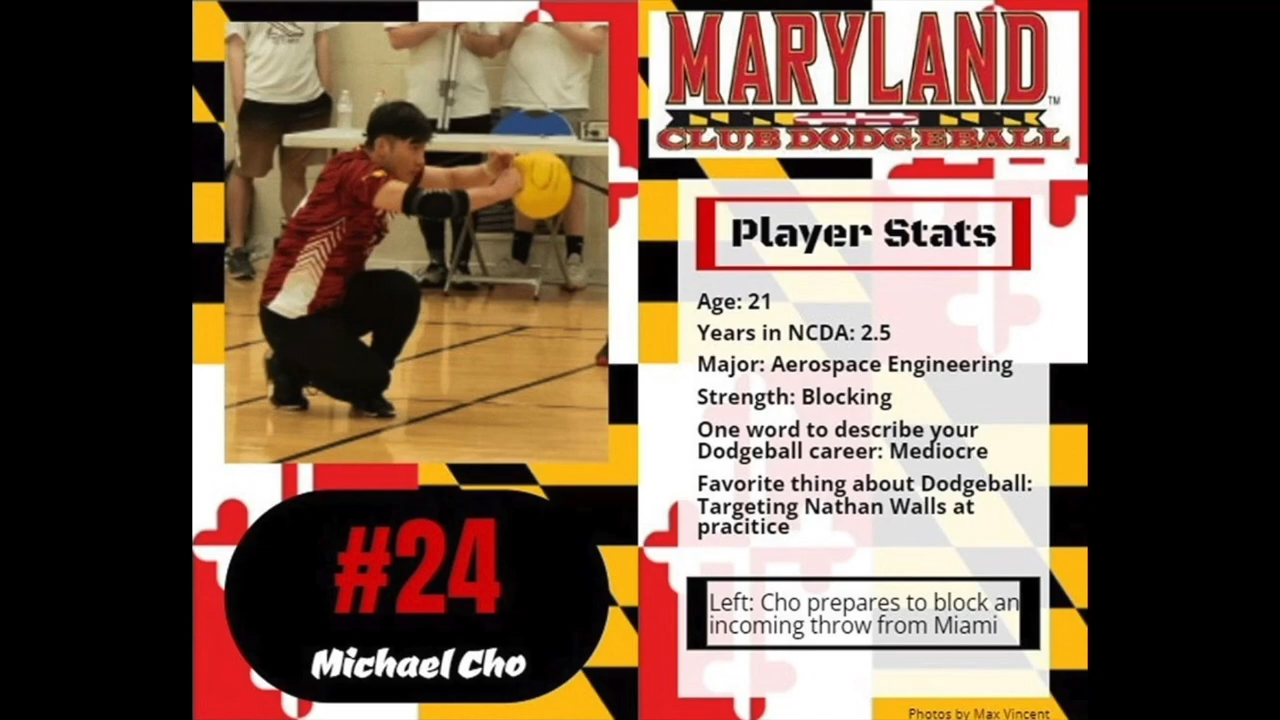 MARYLAND
TM
CLUB DODGEBALL
Player Stats
Age: 21
Years in NCDA: 2.5
Major: Aerospace Engineering
Strength: Blocking
One word to describe your
Dodgeball career: Mediocre
Favorite thing about Dodgeball:
Targeting Nathan Walls at
pracitice
#24
Michael Cho
Left: Cho prepares to block an
incoming throw from Miami
Photos by Max Vincent